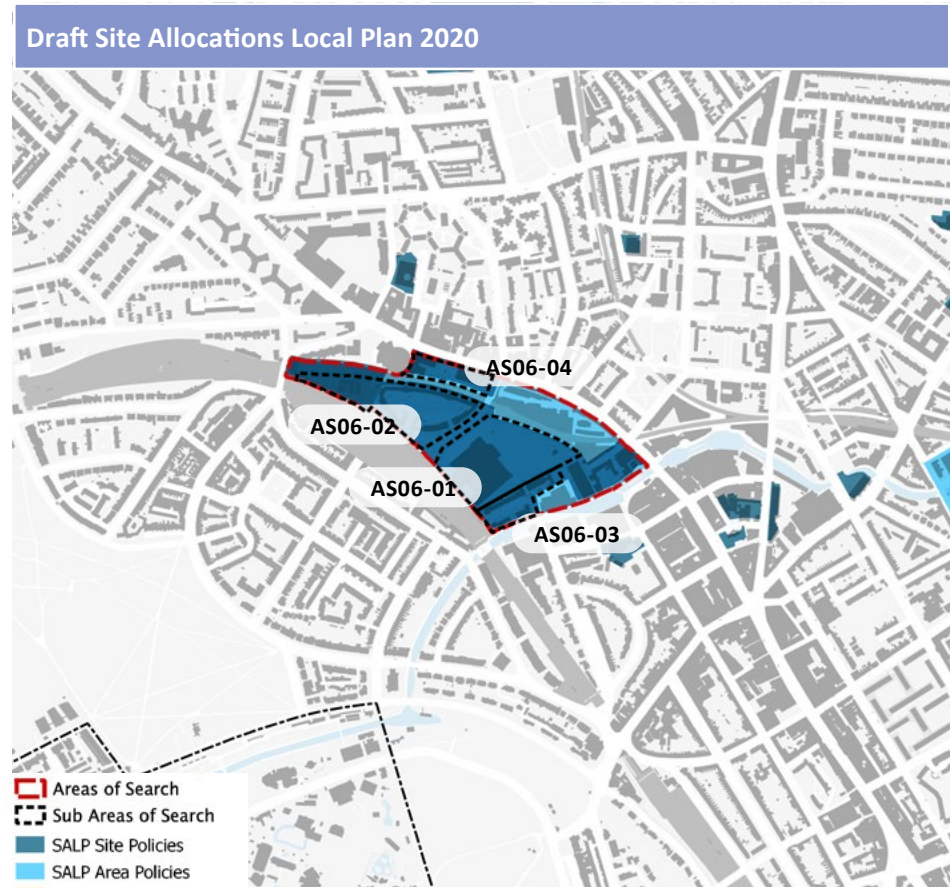 Draft Site Allocations Local Plan 2020
AS06-04
AS06-02
AS06-01
AS06-03
Areas of Search
Sub Areas of Search
SALP Site Policies
SALP Area Policies